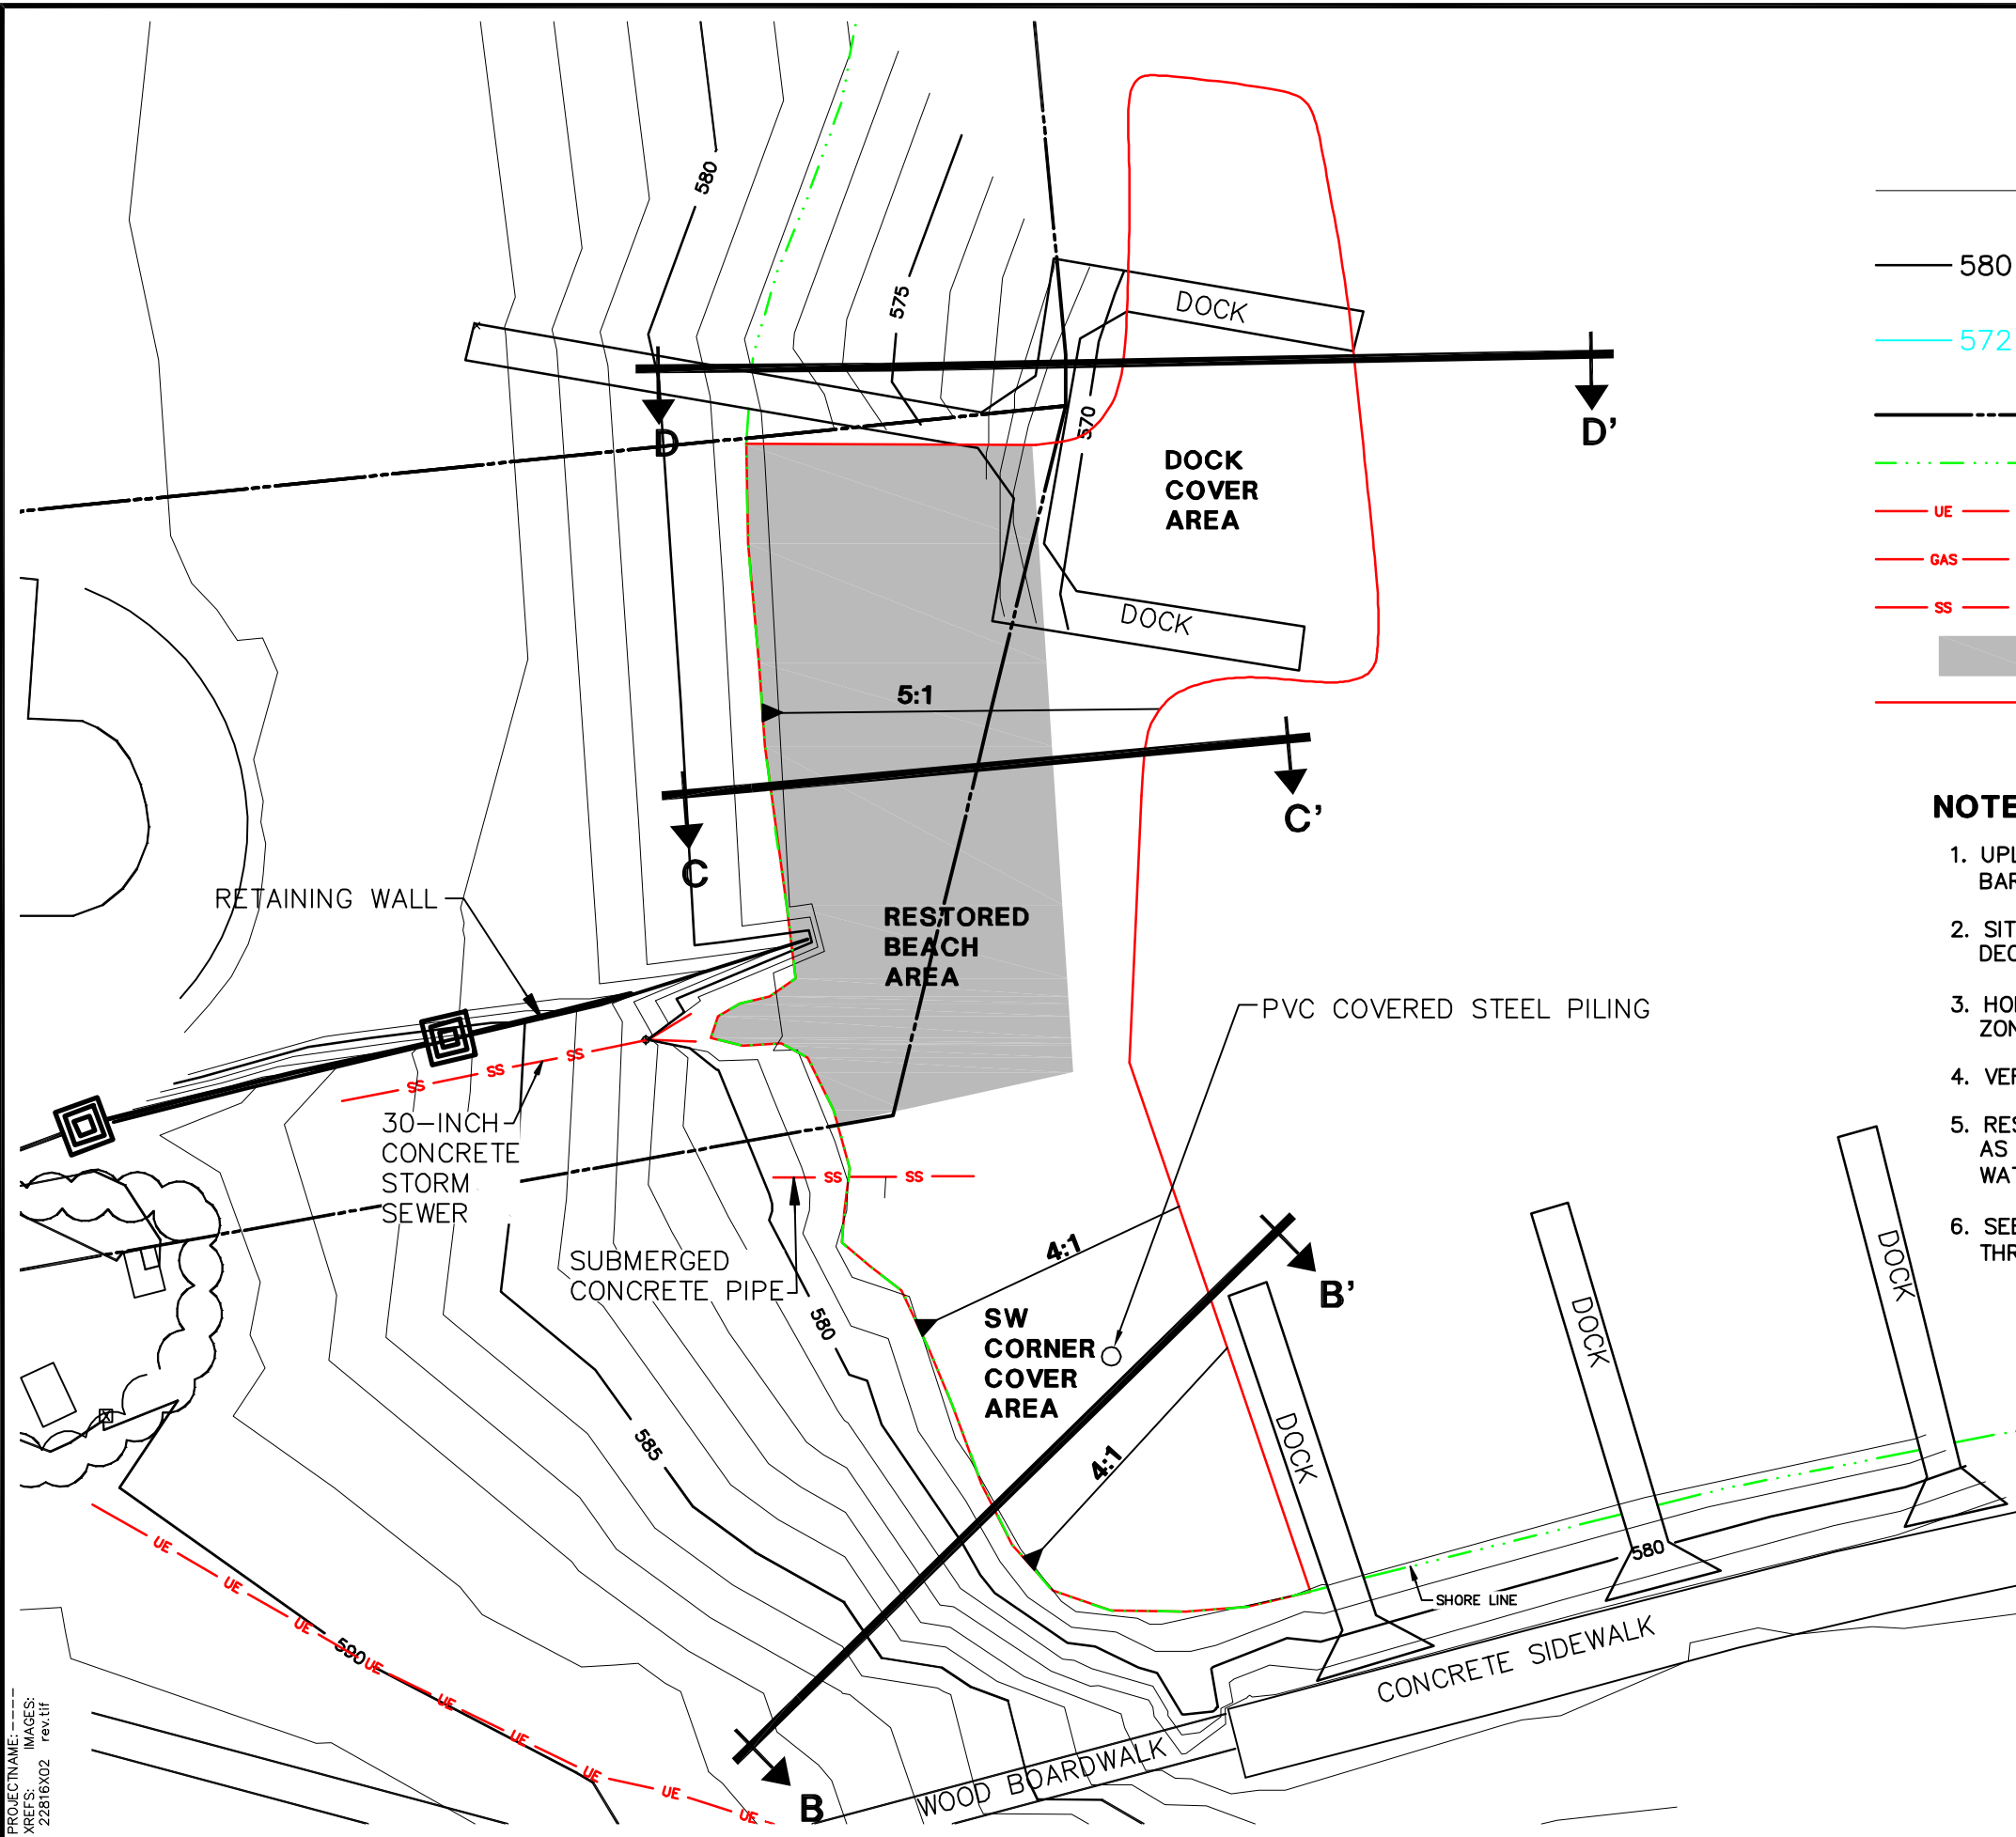 580
575
DOCK
D
D'
570
DOCK
COVER
AREA
DOCK
5:1
C
C'
RETAINING WALL
RESTORED
BEACH
AREA
PVC COVERED STEEL PILING
SS SS SS
30-INCH
CONCRETE
STORM
SEWER
SS SS
SUBMERGED
CONCRETE PIPE
580
4:1
B'
SW
CORNER
COVER
AREA
4:1
585
DOCK
DOCK
DOCK
580
SHORE LINE
CONCRETE SIDEWALK
WOOD BOARDWALK
B
590
UE UE UE UE UE UE UE UE UE
580
572
UE
GAS
SS
NOTE
1. UPL
BAR
2. SIT
DEC
3. HOR
ZON
4. VER
5. RES
AS
WAT
6. SEE
THR
PROJECTNAME: ----
XREFS: IMAGES:
22816X02 rev.tif